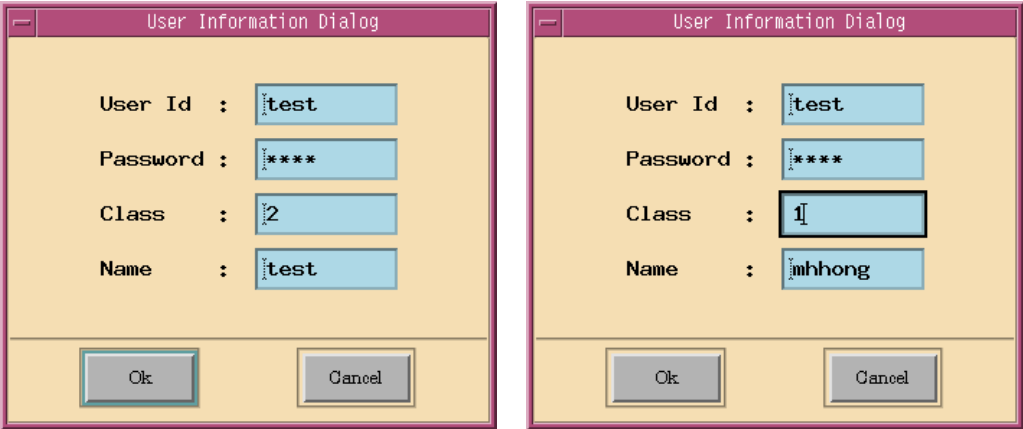 User Information Dialog
User Id : test
Password : ****
Class : 2
Name : test
Ok Cancel
User Information Dialog
User Id : test
Password : ****
Class : 1
Name : mhhong
Ok Cancel